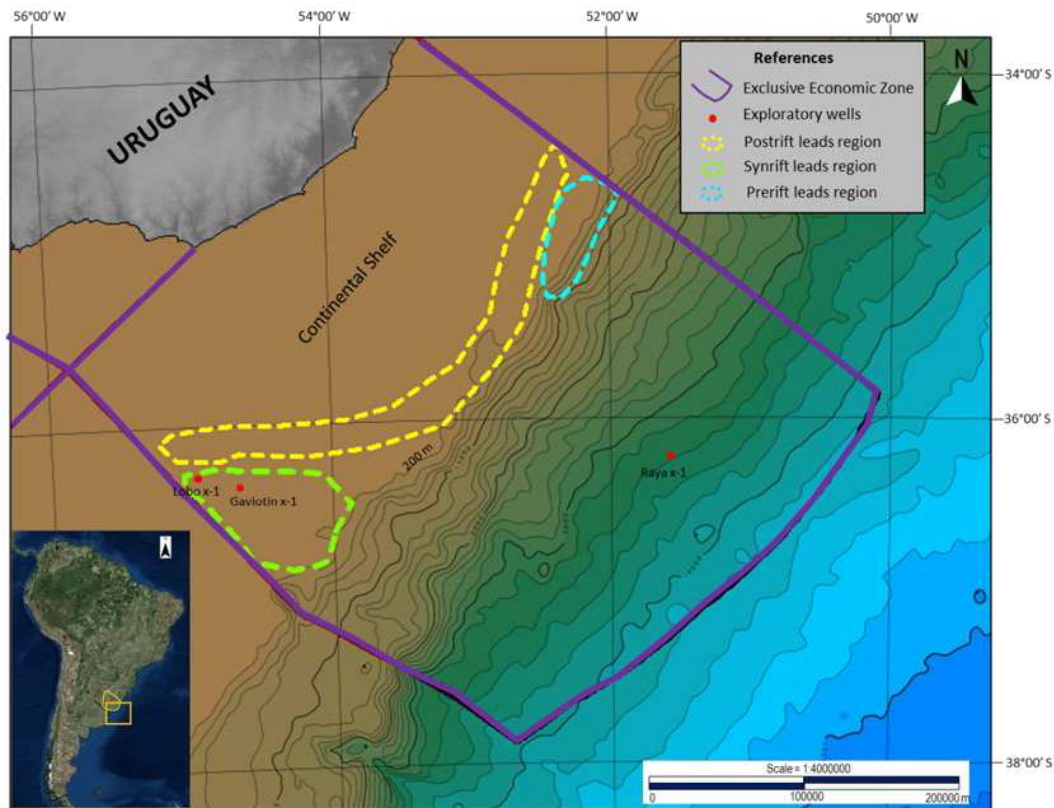 56°00' W
54°00' W
52°00' W
50°00' W
References
N
Exclusive Economic Zone
Exploratory wells
Postrift leads region
Synrift leads region
Prerift leads region
34°00' S
URUGUAY
Continental Shelf
36°00' S
200 m
Raya x-1
Lobo x-1
Gaviotin x-1
38°00' S
Scale = 1:4000000
0
100000
200000 m